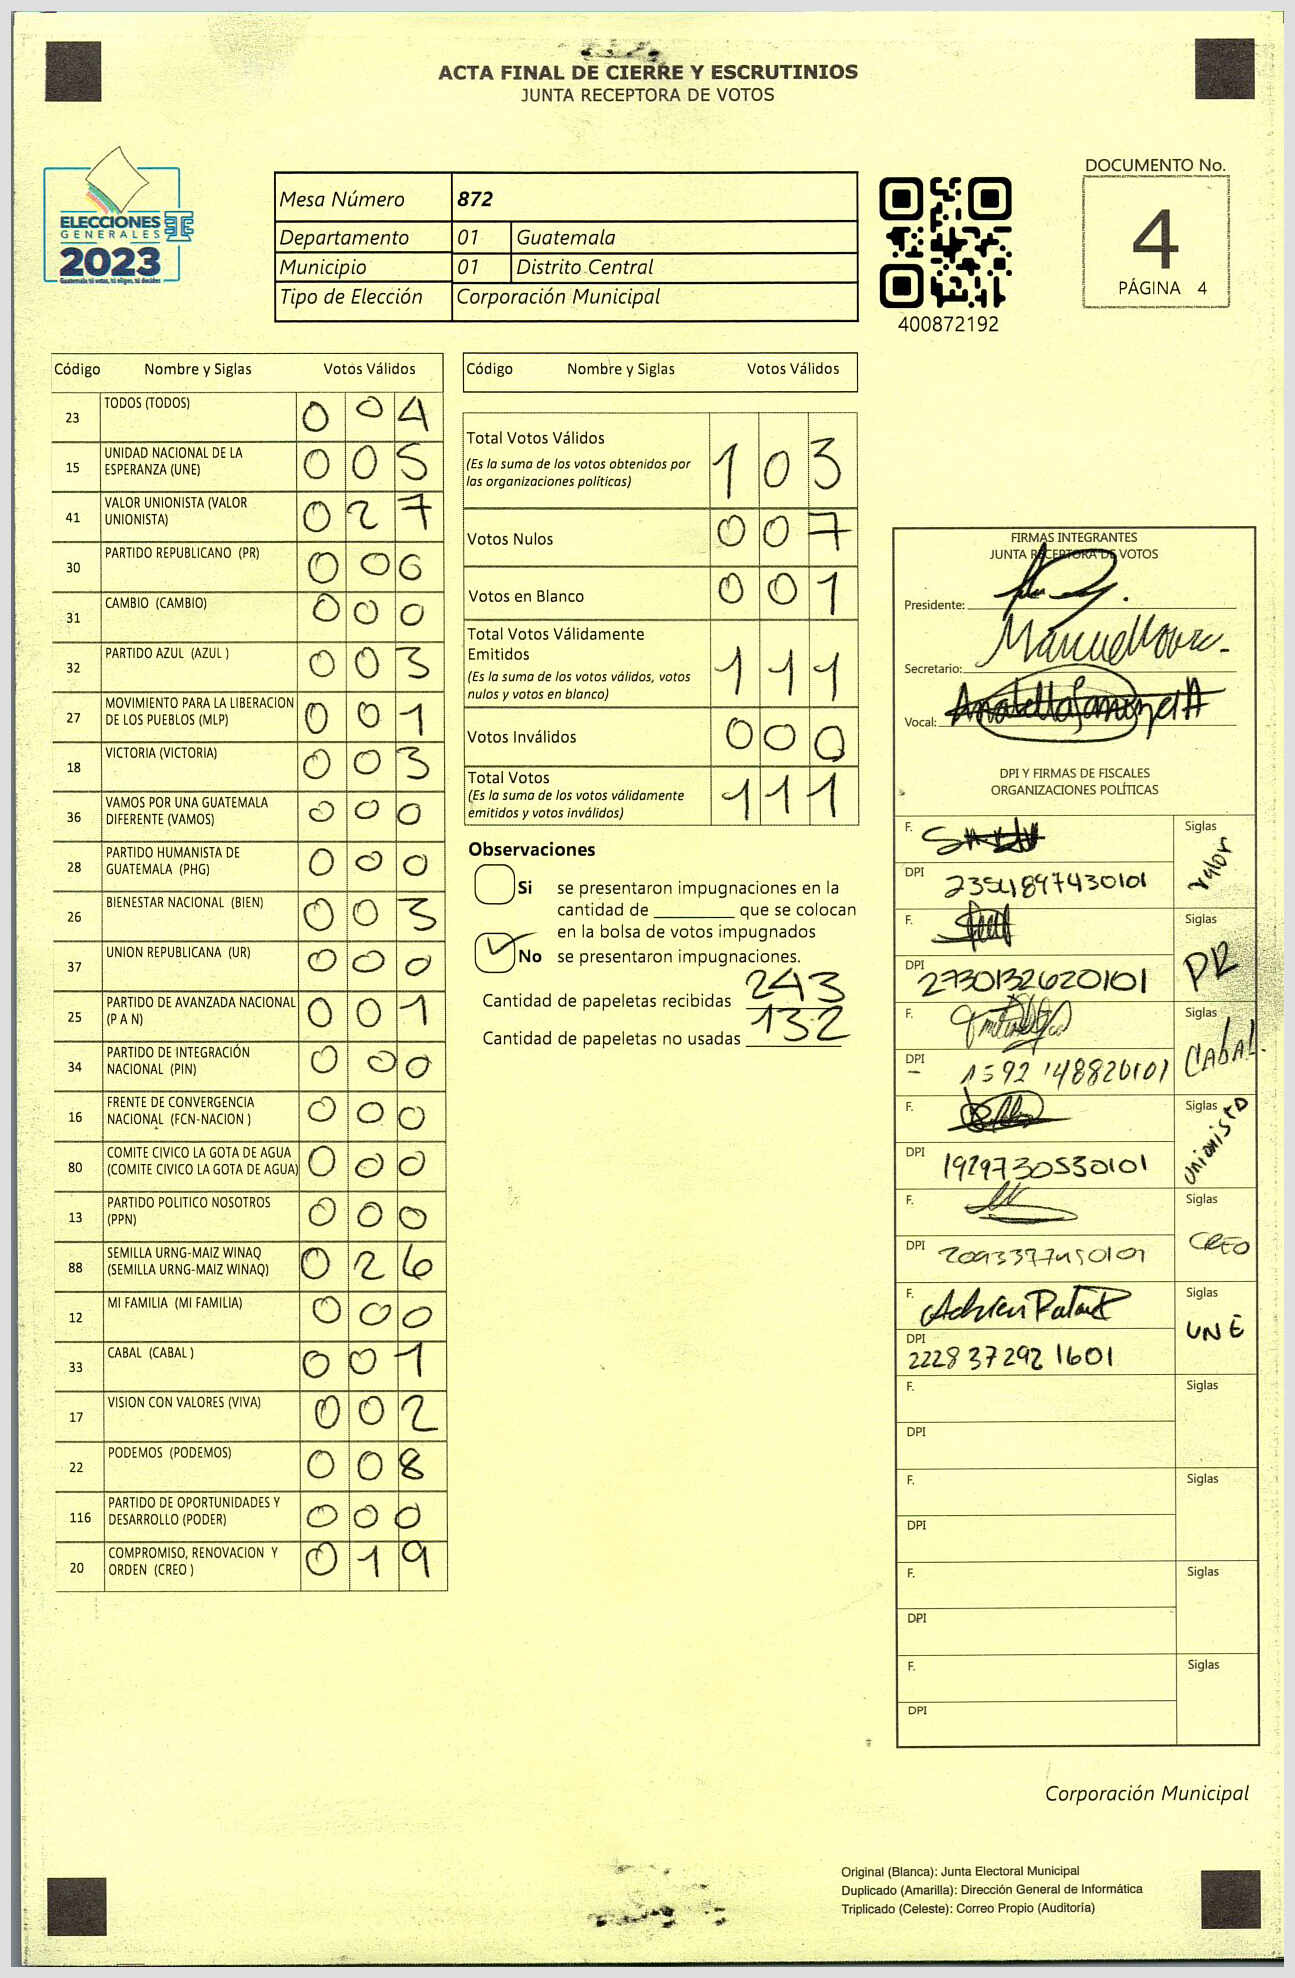 ACTA FINAL DE CIERRE Y ESCRUTINIOS
JUNTA RECEPTORA DE VOTOS
ELECCIONES
GENERALES
2023
Guatemala tú votas, tú eliges, tú decides
Mesa Número 872
Departamento 01 Guatemala
Municipio 01 Distrito Central
Tipo de Elección Corporación Municipal
400872192
DOCUMENTO No.
4
PÁGINA 4
Código Nombre y Siglas Votos Válidos
23 TODOS (TODOS) 0 0 4
15 UNIDAD NACIONAL DE LA
ESPERANZA (UNE) 0 0 5
41 VALOR UNIONISTA (VALOR
UNIONISTA) 0 2 7
30 PARTIDO REPUBLICANO (PR) 0 0 6
31 CAMBIO (CAMBIO) 0 0 0
32 PARTIDO AZUL (AZUL ) 0 0 3
27 MOVIMIENTO PARA LA LIBERACION
DE LOS PUEBLOS (MLP) 0 0 1
18 VICTORIA (VICTORIA) 0 0 3
36 VAMOS POR UNA GUATEMALA
DIFERENTE (VAMOS) 0 0 0
28 PARTIDO HUMANISTA DE
GUATEMALA (PHG) 0 0 0
26 BIENESTAR NACIONAL (BIEN) 0 0 3
37 UNION REPUBLICANA (UR) 0 0 0
25 PARTIDO DE AVANZADA NACIONAL
(P A N) 0 0 1
34 PARTIDO DE INTEGRACIÓN
NACIONAL (PIN) 0 0 0
16 FRENTE DE CONVERGENCIA
NACIONAL (FCN-NACION ) 0 0 0
80 COMITE CIVICO LA GOTA DE AGUA
(COMITE CIVICO LA GOTA DE AGUA) 0 0 0
13 PARTIDO POLITICO NOSOTROS
(PPN) 0 0 0
88 SEMILLA URNG-MAIZ WINAQ
(SEMILLA URNG-MAIZ WINAQ) 0 2 6
12 MI FAMILIA (MI FAMILIA) 0 0 0
33 CABAL (CABAL ) 0 0 1
17 VISION CON VALORES (VIVA) 0 0 2
22 PODEMOS (PODEMOS) 0 0 8
116 PARTIDO DE OPORTUNIDADES Y
DESARROLLO (PODER) 0 0 0
20 COMPROMISO, RENOVACION Y
ORDEN (CREO ) 0 1 9
Código Nombre y Siglas Votos Válidos
Total Votos Válidos 1 0 3
(Es la suma de los votos obtenidos por
las organizaciones políticas)
Votos Nulos 0 0 7
Votos en Blanco 0 0 1
Total Votos Válidamente
Emitidos 1 1 1
(Es la suma de los votos válidos, votos
nulos y votos en blanco)
Votos Inválidos 0 0 0
Total Votos 1 1 1
(Es la suma de los votos válidamente
emitidos y votos inválidos)
Observaciones
Si se presentaron impugnaciones en la
cantidad de ________ que se colocan
en la bolsa de votos impugnados
No se presentaron impugnaciones.
Cantidad de papeletas recibidas 243
Cantidad de papeletas no usadas 132
FIRMAS INTEGRANTES
JUNTA RECEPTORA DE VOTOS
Presidente:
Secretario:
Vocal:
DPI Y FIRMAS DE FISCALES
ORGANIZACIONES POLÍTICAS
F. Siglas
DPI 2354897430101 valor
F. Siglas
DPI 2730132620101 PR
F. Siglas
DPI 1592 148820101 CABAL.
F. Siglas
DPI 1929730530101 Unionista
F. Siglas
DPI CREO
F. Siglas
DPI 2228 37292 1601 UNE
F. Siglas
DPI
F. Siglas
DPI
F. Siglas
DPI
F. Siglas
DPI
Corporación Municipal
Original (Blanca): Junta Electoral Municipal
Duplicado (Amarilla): Dirección General de Informática
Triplicado (Celeste): Correo Propio (Auditoría)